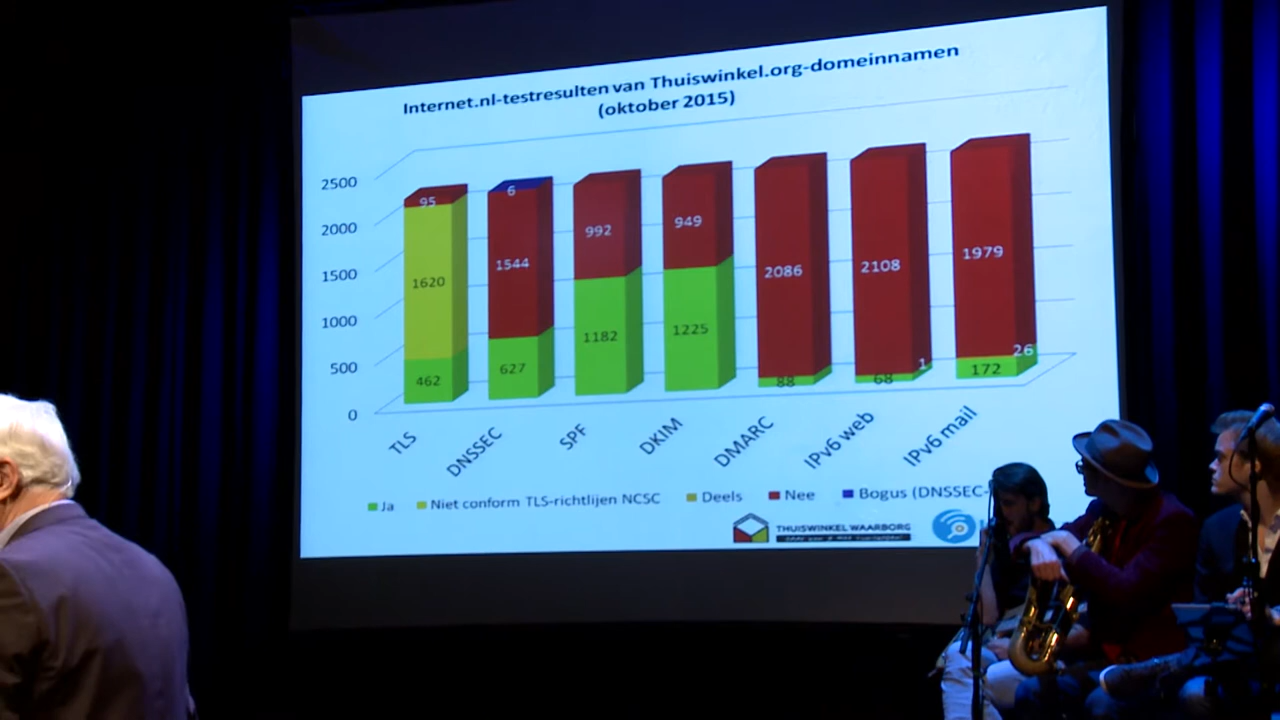 Internet.nl-testresulten van Thuiswinkel.org-domeinnamen
(oktober 2015)
2500
2000
1500
1000
500
0
95
1620
462
6
1544
627
992
1182
949
1225
2086
88
2108
1
68
1979
26
172
TLS
DNSSEC
SPF
DKIM
DMARC
IPv6 web
IPv6 mail
Ja
Niet conform TLS-richtlijen NCSC
Deels
Nee
Bogus (DNSSEC-
THUISWINKEL WAARBORG